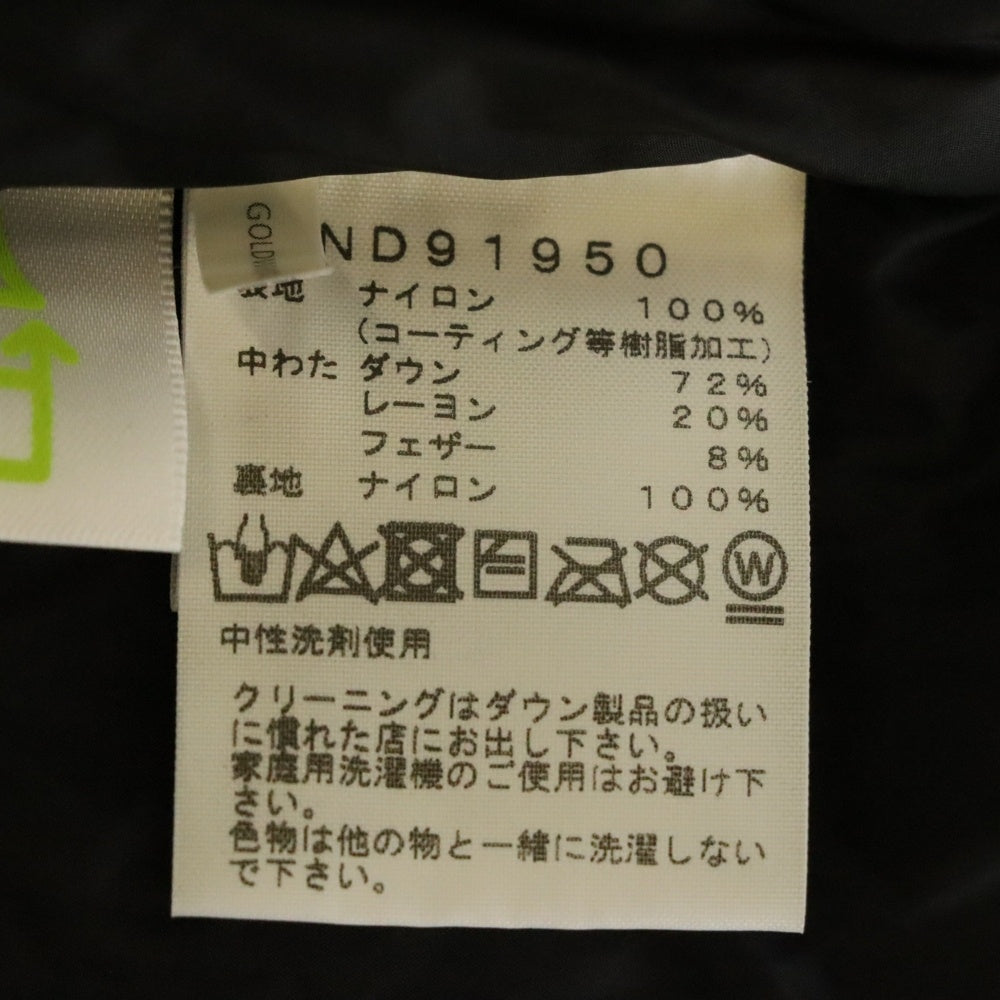 GOLD
ND91950
表地 ナイロン 100%
(コーティング等樹脂加工)
中わた ダウン 72%
レーヨン 20%
フェザー 8%
裏地 ナイロン 100%
W
中性洗剤使用
クリーニングはダウン製品の扱い
に慣れた店にお出し下さい。
家庭用洗濯機のご使用はお避け下
さい。
色物は他の物と一緒に洗濯しない
で下さい。